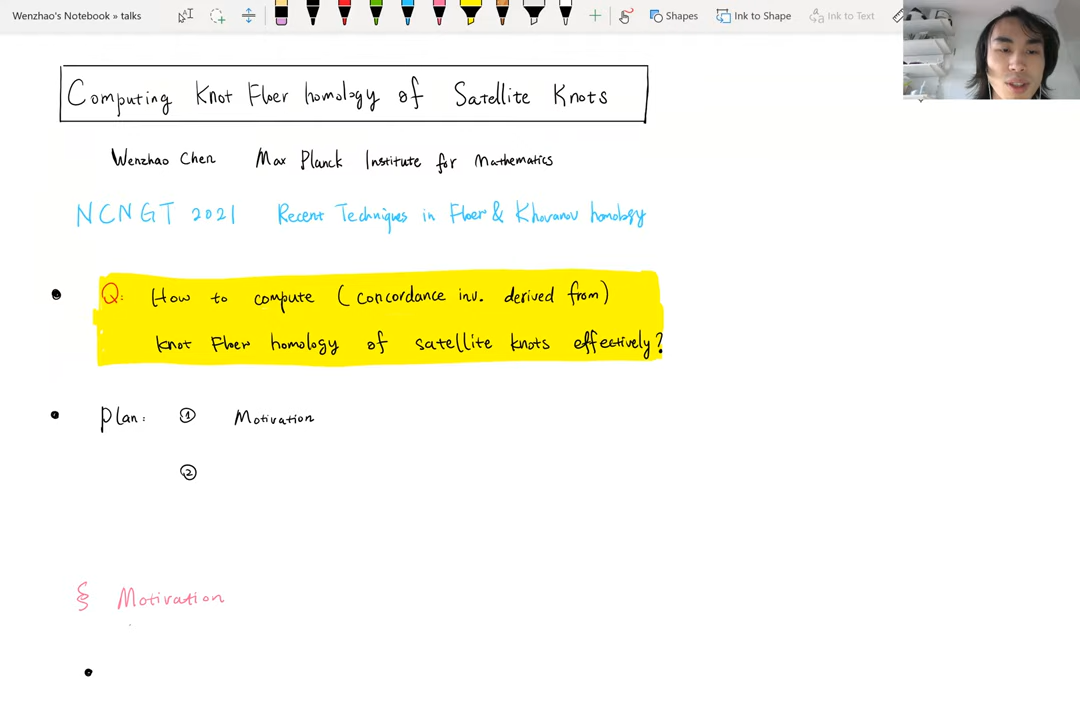 Wenzhao's Notebook » talks
Shapes
Ink to Shape
Ink to Text
Computing Knot Floer homology of Satellite Knots
Wenzhao Chen Max Planck Institute for Mathematics
NCNGT 2021 Recent Techniques in Floer & Khovanov homology
Q: How to compute (concordance inv. derived from)
knot Floer homology of satellite knots effectively?
Plan: ① Motivation
②
§ Motivation